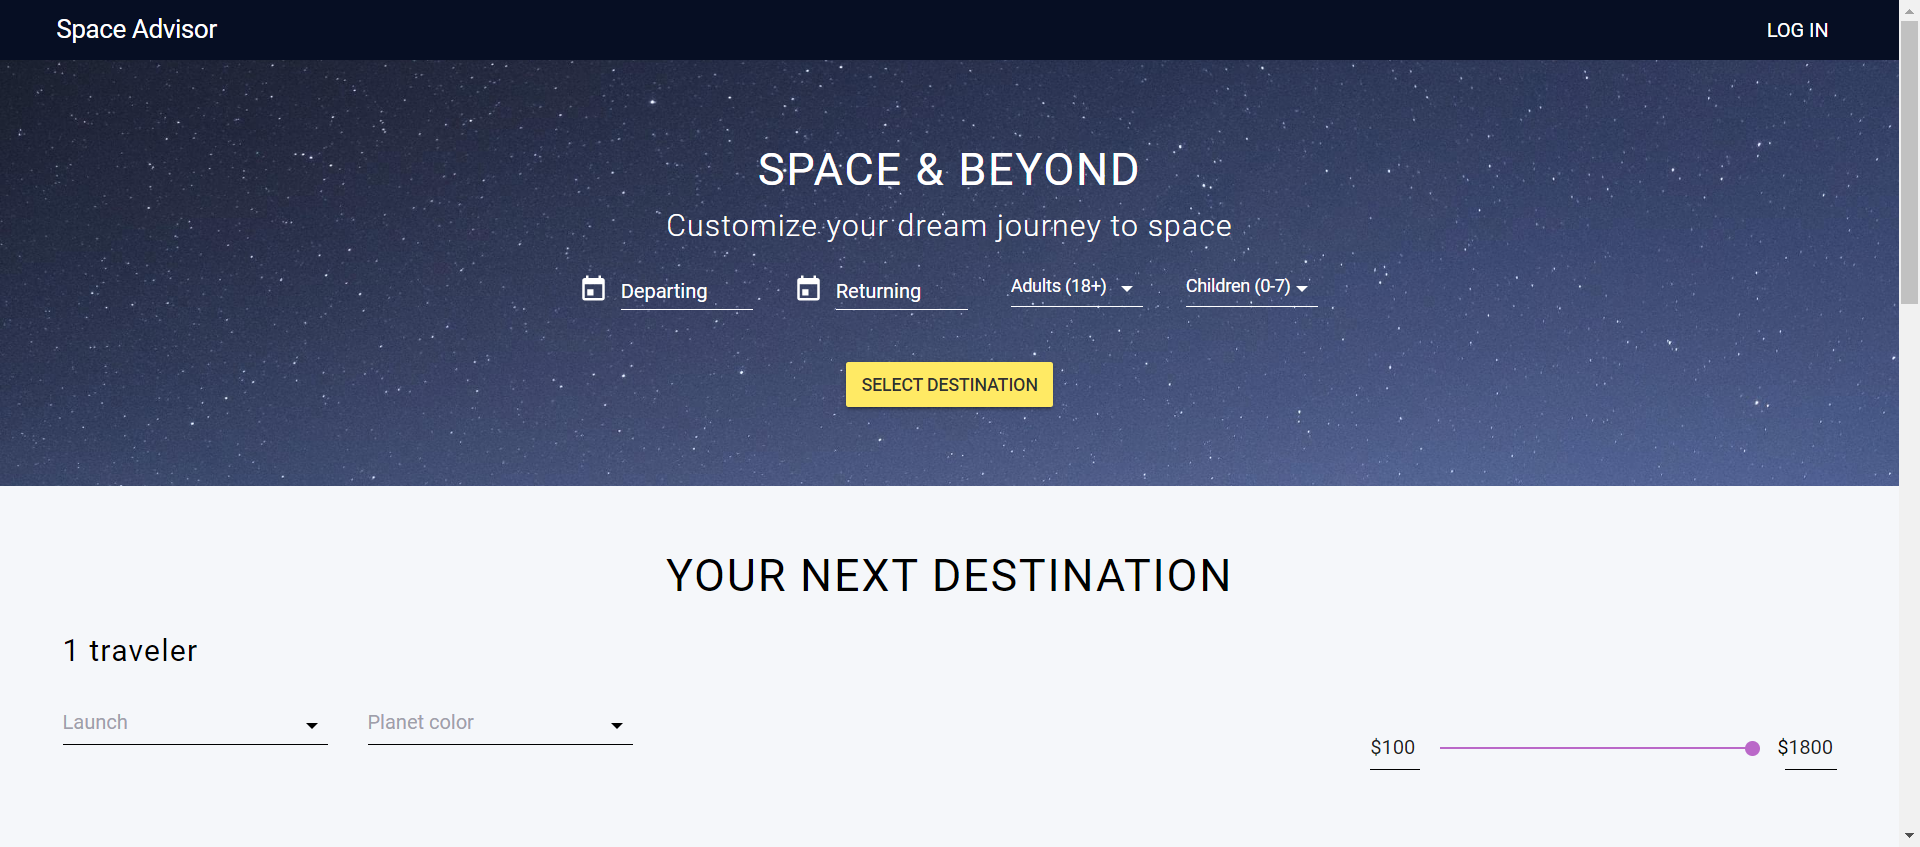 Space Advisor
LOG IN
SPACE & BEYOND
Customize your dream journey to space
Departing
Returning
Adults (18+)
Children (0-7)
SELECT DESTINATION
YOUR NEXT DESTINATION
1 traveler
Launch
Planet color
$100
$1800